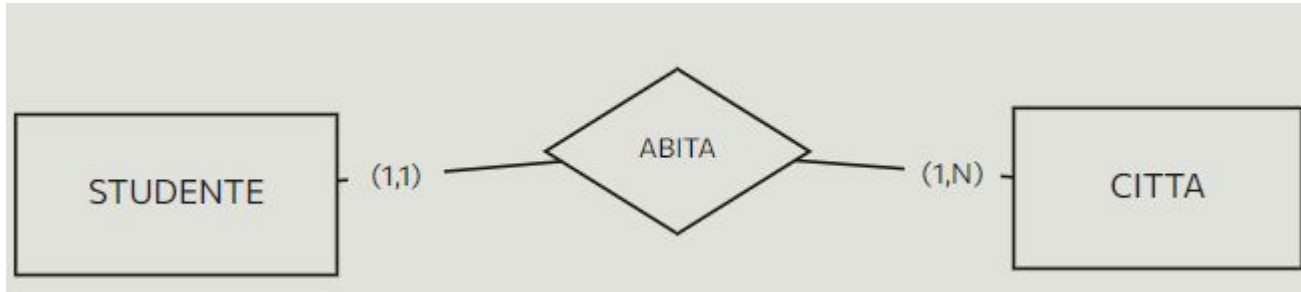 STUDENTE
(1,1)
ABITA
(1,N)
CITTA